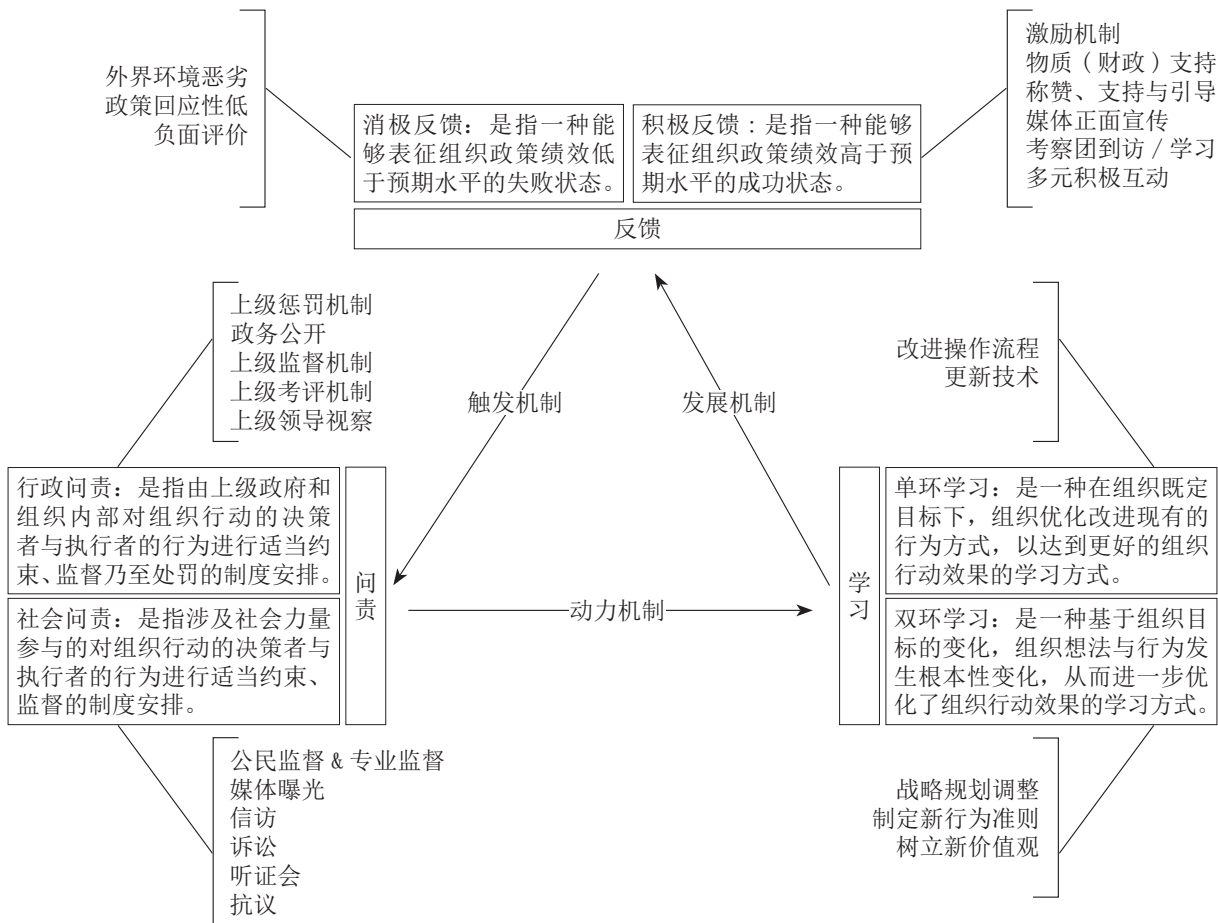 外界环境恶劣
政策回应性低
负面评价
消极反馈：是指一种能
够表征组织政策绩效低
于预期水平的失败状态。
积极反馈：是指一种能够
表征组织政策绩效高于预
期水平的成功状态。
激励机制
物质（财政）支持
称赞、支持与引导
媒体正面宣传
考察团到访 / 学习
多元积极互动
反馈
上级惩罚机制
政务公开
上级监督机制
上级考评机制
上级领导视察
触发机制
发展机制
改进操作流程
更新技术
行政问责：是指由上级政府和
组织内部对组织行动的决策
者与执行者的行为进行适当约
束、监督乃至处罚的制度安排。
社会问责：是指涉及社会力量
参与的对组织行动的决策者与
执行者的行为进行适当约束、
监督的制度安排。
问
责
动力机制
学
习
单环学习：是一种在组织既定
目标下，组织优化改进现有的
行为方式，以达到更好的组织
行动效果的学习方式。
双环学习：是一种基于组织目
标的变化，组织想法与行为发
生根本性变化，从而进一步优
化了组织行动效果的学习方式。
公民监督 & 专业监督
媒体曝光
信访
诉讼
听证会
抗议
战略规划调整
制定新行为准则
树立新价值观